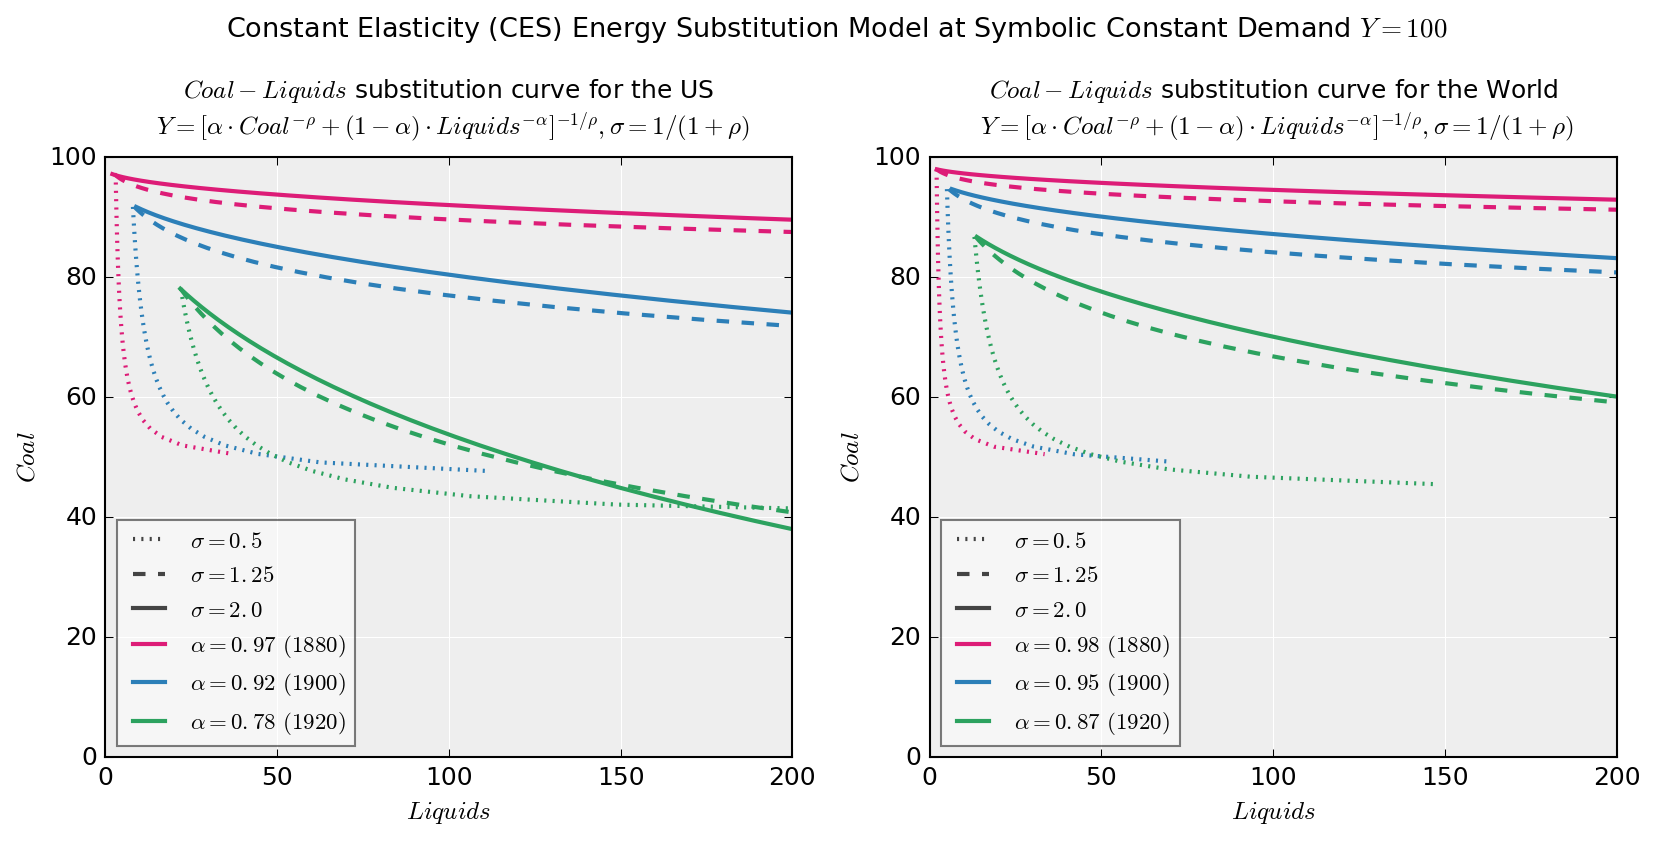 Constant Elasticity (CES) Energy Substitution Model at Symbolic Constant Demand Y = 100
Coal − Liquids substitution curve for the US
Y = [α · Coal^{−ρ} + (1 − α) · Liquids^{−α}]^{−1/ρ}, σ = 1/(1 + ρ)
100
80
60
40
20
0
Coal
σ = 0.5
σ = 1.25
σ = 2.0
α = 0.97 (1880)
α = 0.92 (1900)
α = 0.78 (1920)
0 50 100 150 200
Liquids
Coal − Liquids substitution curve for the World
Y = [α · Coal^{−ρ} + (1 − α) · Liquids^{−α}]^{−1/ρ}, σ = 1/(1 + ρ)
100
80
60
40
20
0
Coal
σ = 0.5
σ = 1.25
σ = 2.0
α = 0.98 (1880)
α = 0.95 (1900)
α = 0.87 (1920)
0 50 100 150 200
Liquids